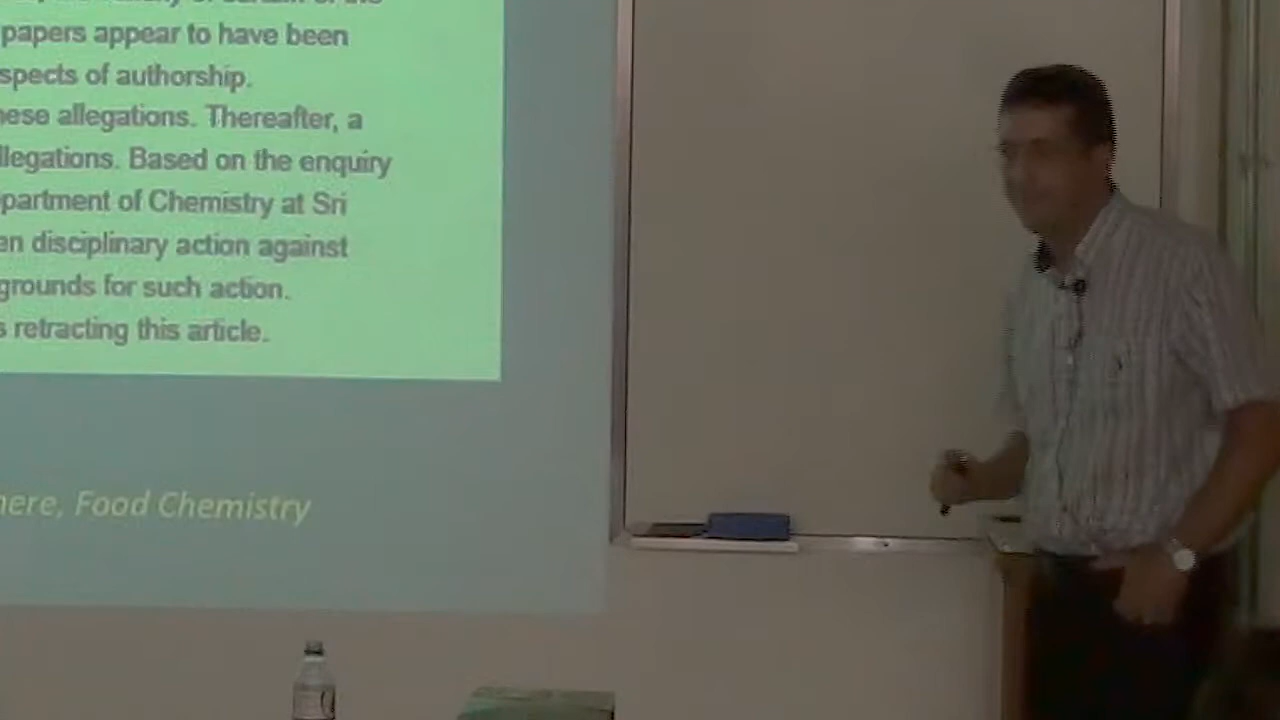 papers appear to have been
spects of authorship.
hese allegations. Thereafter, a
llegations. Based on the enquiry
partment of Chemistry at Sri
en disciplinary action against
grounds for such action.
s retracting this article.
here, Food Chemistry